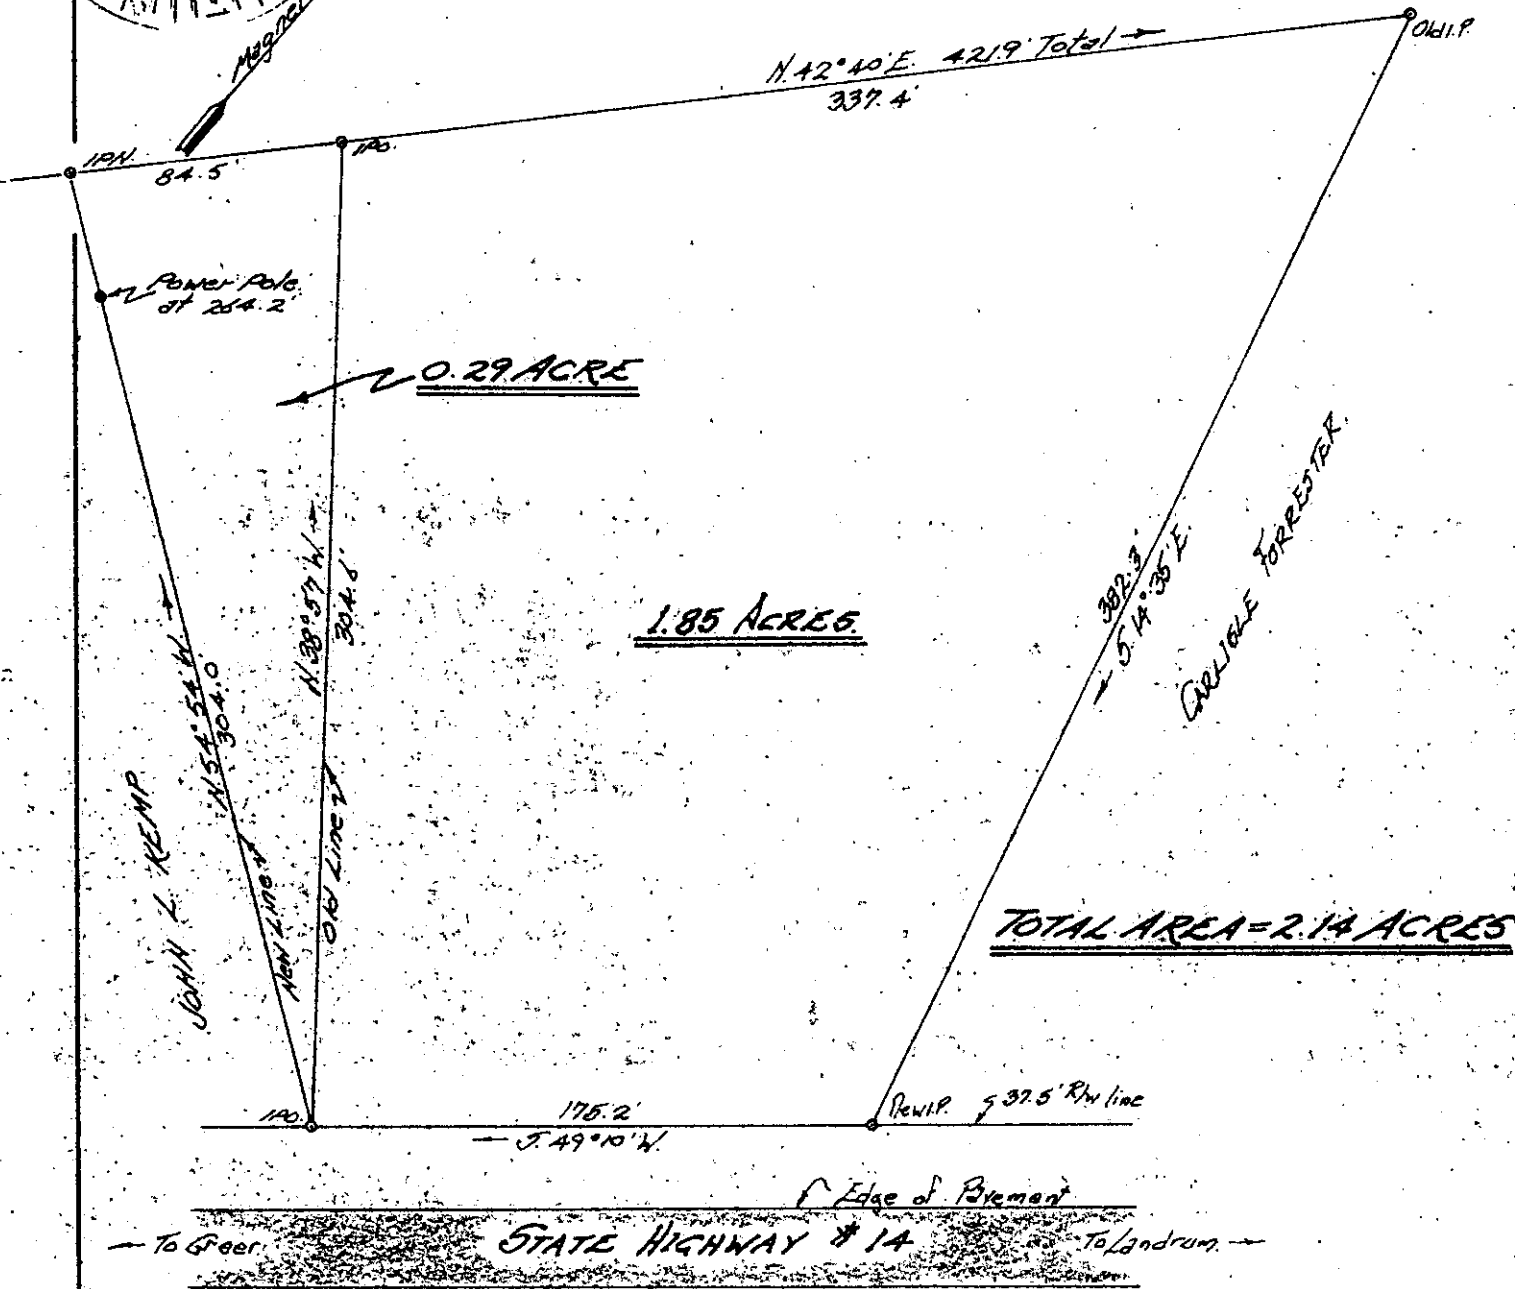 N. 42°40'E. 421.9' Total →
337.4'
Old I.P.
I.P.N.
84.5'
I.P.O.
Power Pole
at 264.2'
0.29 ACRE
N. 38°57' W. →
304.6'
Old Line
1.85 ACRES.
382.3'
← S. 14°35' E.
CARLISLE FORRESTER.
JOHN L. KEMP
N. 54°54' W. →
304.0'
New Line
TOTAL AREA = 2.14 ACRES
I.P.O.
175.2'
← S. 49°10' W.
New I.P.
37.5' R/w line
Edge of Pavement
← To Greer
STATE HIGHWAY # 14
To Landrum →